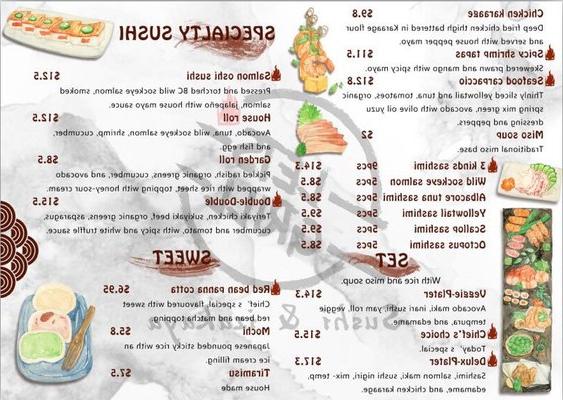 Chicken karaage $9.8
Deep fried chicken thigh battered in Karaage flour
and served with house pepper mayo.
Spicy shrimp tapas $11.5
Skewered prawn and mango with spicy mayo.
Seafood carpaccio $12.8
Thinly sliced yellowtail and tuna, tomatoes, organic
spring mix green, avocado with olive oil yuzu
dressing and peppers.
Miso soup $2
Traditional miso base.
3 kinds sashimi 9pc $14.3
Wild sockeye salmon 5pc $8.5
Albacore tuna sashimi 5pc $8.5
Yellowtail sashimi 5pc $9.5
Scallop sashimi 5pc $9.5
Octopus sashimi 5pc $8.5
SET
With rice and miso soup.
Veggie-Plater $14.3
Avocado maki, inari sushi, yam roll, veggie
tempura, and edamame
Chef's choice $15.5
Today's special.
Delux-Plater $17.3
Sashimi, salmon maki, sushi nigiri, mix- temp,
edamame, and chicken karaage.
SPECIALTY SUSHI
Salmon oshi sushi $12.5
Pressed and torched BC wild sockeye salmon, smoked
salmon, jalapeño with house mayo sauce.
House roll $12.5
Avocado, tuna, wild sockeye salmon, shrimp, cucumber,
and fish egg
Garden roll $8.5
Pickled radish, organic greens, cucumber, and avocado
wrapped with rice sheet, topping with honey-sour cream.
Double-Double $15.5
Teriyaki chicken, sukiyaki beef, organic greens, asparagus,
cucumber and tomato, with spicy and white truffle sauce.
SWEET
Red bean panna cotta $6.95
Chef's special, flavoured with sweet
red bean and matcha topping
Mochi $5.8
Japanese pounded sticky rice with an
ice cream filling.
Tiramisu $7.5
House made
Sushi & Izakaya